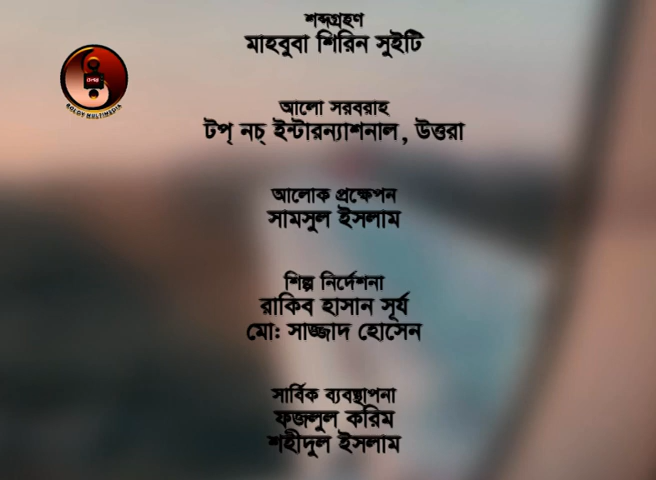 শব্দগ্রহণ
মাহবুবা শিরিন সুইটি
আলো সরবরাহ
টপ্ নচ্ ইন্টারন্যাশনাল, উত্তরা
আলোক প্রক্ষেপন
সামসুল ইসলাম
শিল্প নির্দেশনা
রাকিব হাসান সূর্য
মো: সাজ্জাদ হোসেন
সার্বিক ব্যবস্থাপনা
ফজলুল করিম
শহীদুল ইসলাম